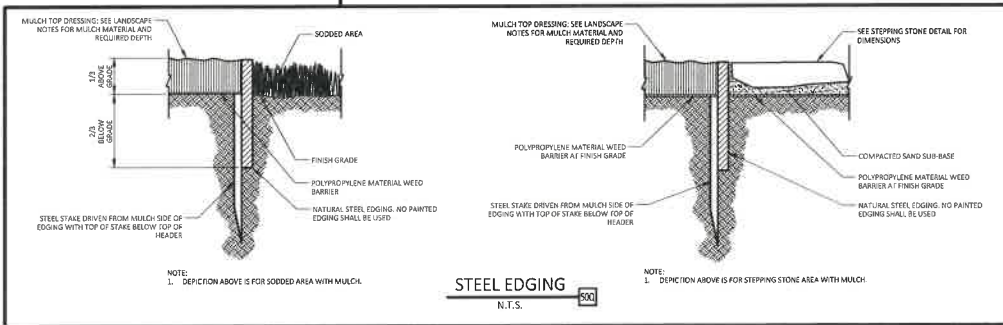 MULCH TOP DRESSING; SEE LANDSCAPE
NOTES FOR MULCH MATERIAL AND
REQUIRED DEPTH
SODDED AREA
1/3
ABOVE
GRADE
2/3
BELOW
GRADE
FINISH GRADE
POLYPROPYLENE MATERIAL WEED
BARRIER
NATURAL STEEL EDGING. NO PAINTED
EDGING SHALL BE USED
STEEL STAKE DRIVEN FROM MULCH SIDE OF
EDGING WITH TOP OF STAKE BELOW TOP OF
HEADER
NOTE:
1. DEPICTION ABOVE IS FOR SODDED AREA WITH MULCH.
MULCH TOP DRESSING; SEE LANDSCAPE
NOTES FOR MULCH MATERIAL AND
REQUIRED DEPTH
SEE STEPPING STONE DETAIL FOR
DIMENSIONS
POLYPROPYLENE MATERIAL WEED
BARRIER AT FINISH GRADE
COMPACTED SAND SUB-BASE
POLYPROPYLENE MATERIAL WEED
BARRIER AT FINISH GRADE
NATURAL STEEL EDGING. NO PAINTED
EDGING SHALL BE USED
STEEL STAKE DRIVEN FROM MULCH SIDE OF
EDGING WITH TOP OF STAKE BELOW TOP OF
HEADER
NOTE:
1. DEPICTION ABOVE IS FOR STEPPING STONE AREA WITH MULCH.
STEEL EDGING
N.T.S.